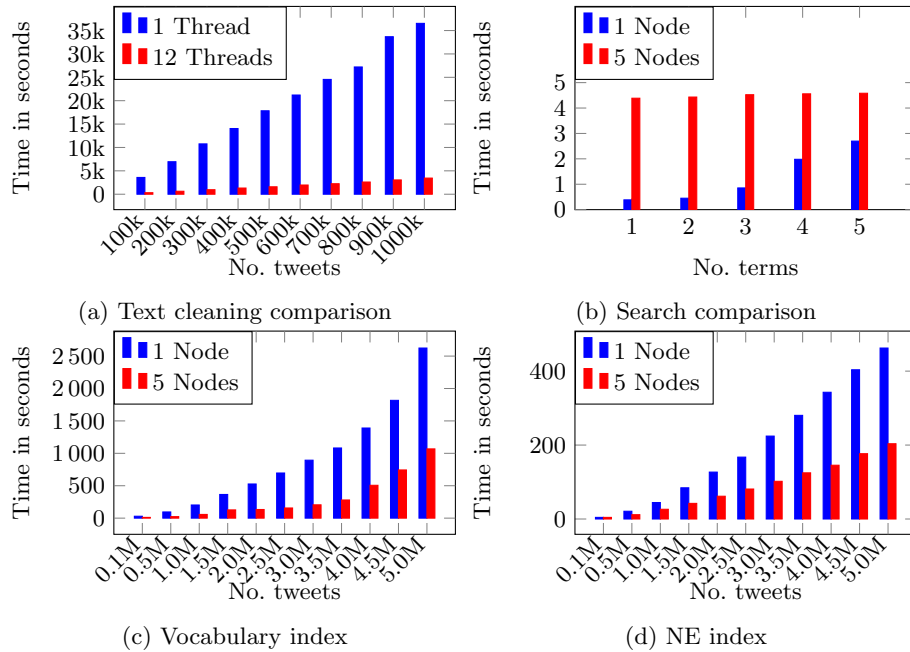 Time in seconds
35k
30k
25k
20k
15k
10k
5k
0
1 Thread
12 Threads
100k
200k
300k
400k
500k
600k
700k
800k
900k
1000k
No. tweets
(a) Text cleaning comparison
Time in seconds
5
4
3
2
1
0
1 Node
5 Nodes
1
2
3
4
5
No. terms
(b) Search comparison
Time in seconds
2 500
2 000
1 500
1 000
500
0
1 Node
5 Nodes
0.1M
0.5M
1.0M
1.5M
2.0M
2.5M
3.0M
3.5M
4.0M
4.5M
5.0M
No. tweets
(c) Vocabulary index
Time in seconds
400
200
0
1 Node
5 Nodes
0.1M
0.5M
1.0M
1.5M
2.0M
2.5M
3.0M
3.5M
4.0M
4.5M
5.0M
No. tweets
(d) NE index